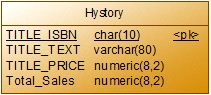 Hystory
TITLE_ISBN char(10) <pk>
TITLE_TEXT varchar(80)
TITLE_PRICE numeric(8,2)
Total_Sales numeric(8,2)